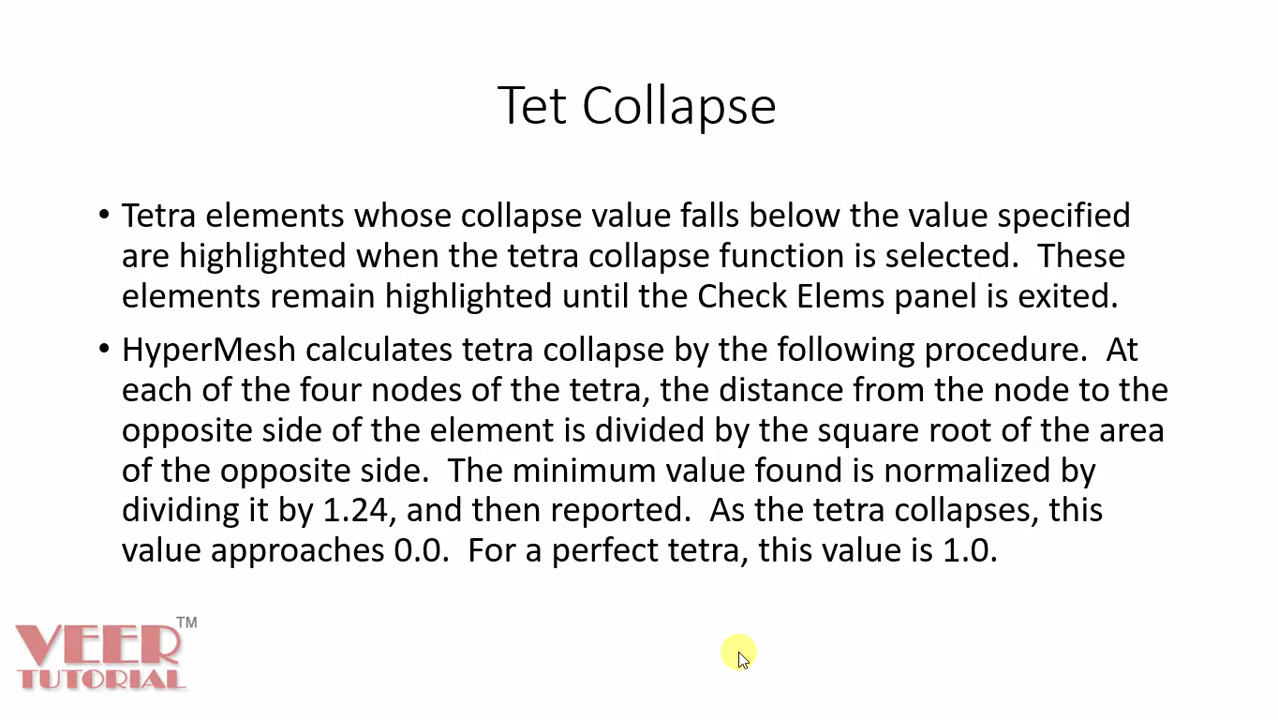 Tet Collapse
• Tetra elements whose collapse value falls below the value specified
are highlighted when the tetra collapse function is selected.  These
elements remain highlighted until the Check Elems panel is exited.
• HyperMesh calculates tetra collapse by the following procedure.  At
each of the four nodes of the tetra, the distance from the node to the
opposite side of the element is divided by the square root of the area
of the opposite side.  The minimum value found is normalized by
dividing it by 1.24, and then reported.  As the tetra collapses, this
value approaches 0.0.  For a perfect tetra, this value is 1.0.
VEER ™
TUTORIAL